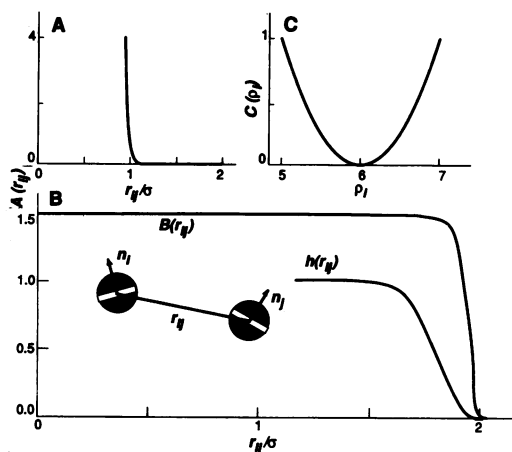 A
4
0
0
1
2
r_ij/σ
A(r_ij)
C
1
C(ρ_i)
0
5
6
7
ρ_i
B
1.5
1.0
0.5
0
B(r_ij)
h(r_ij)
n_i
n_j
r_ij
0
1
2
r_ij/σ